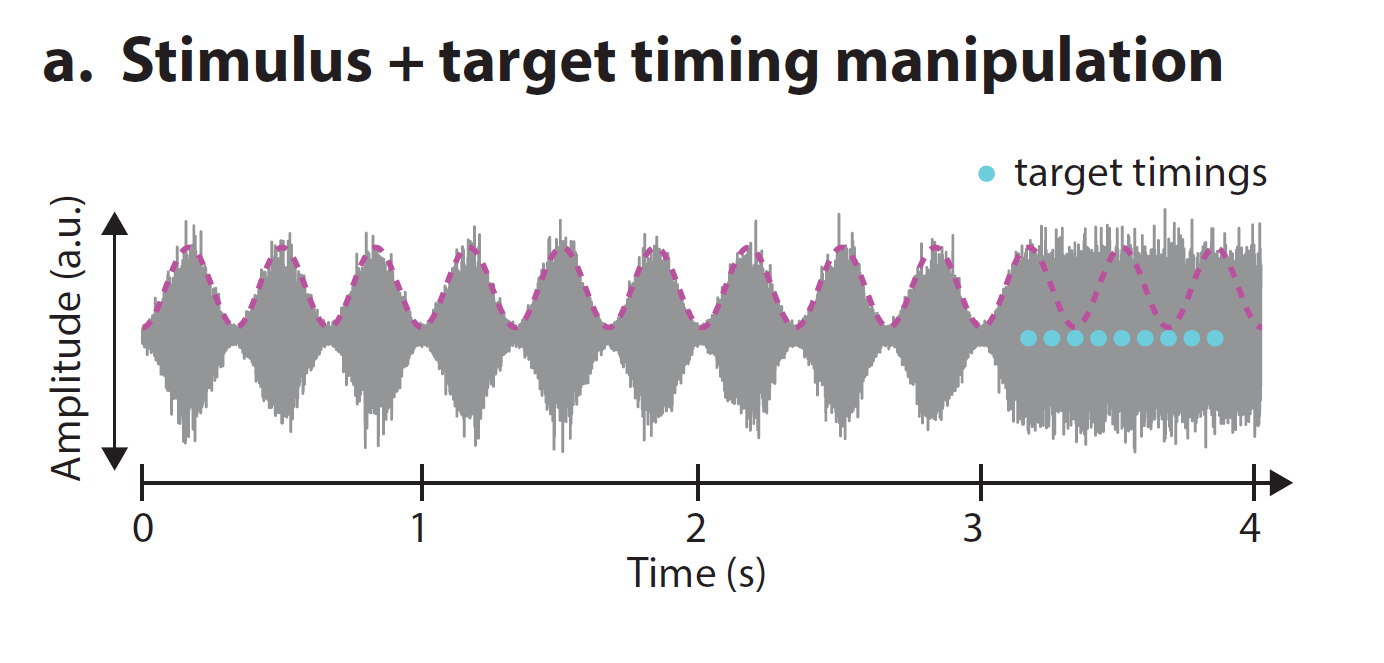 a. Stimulus + target timing manipulation
target timings
Amplitude (a.u.)
0 1 2 3 4
Time (s)